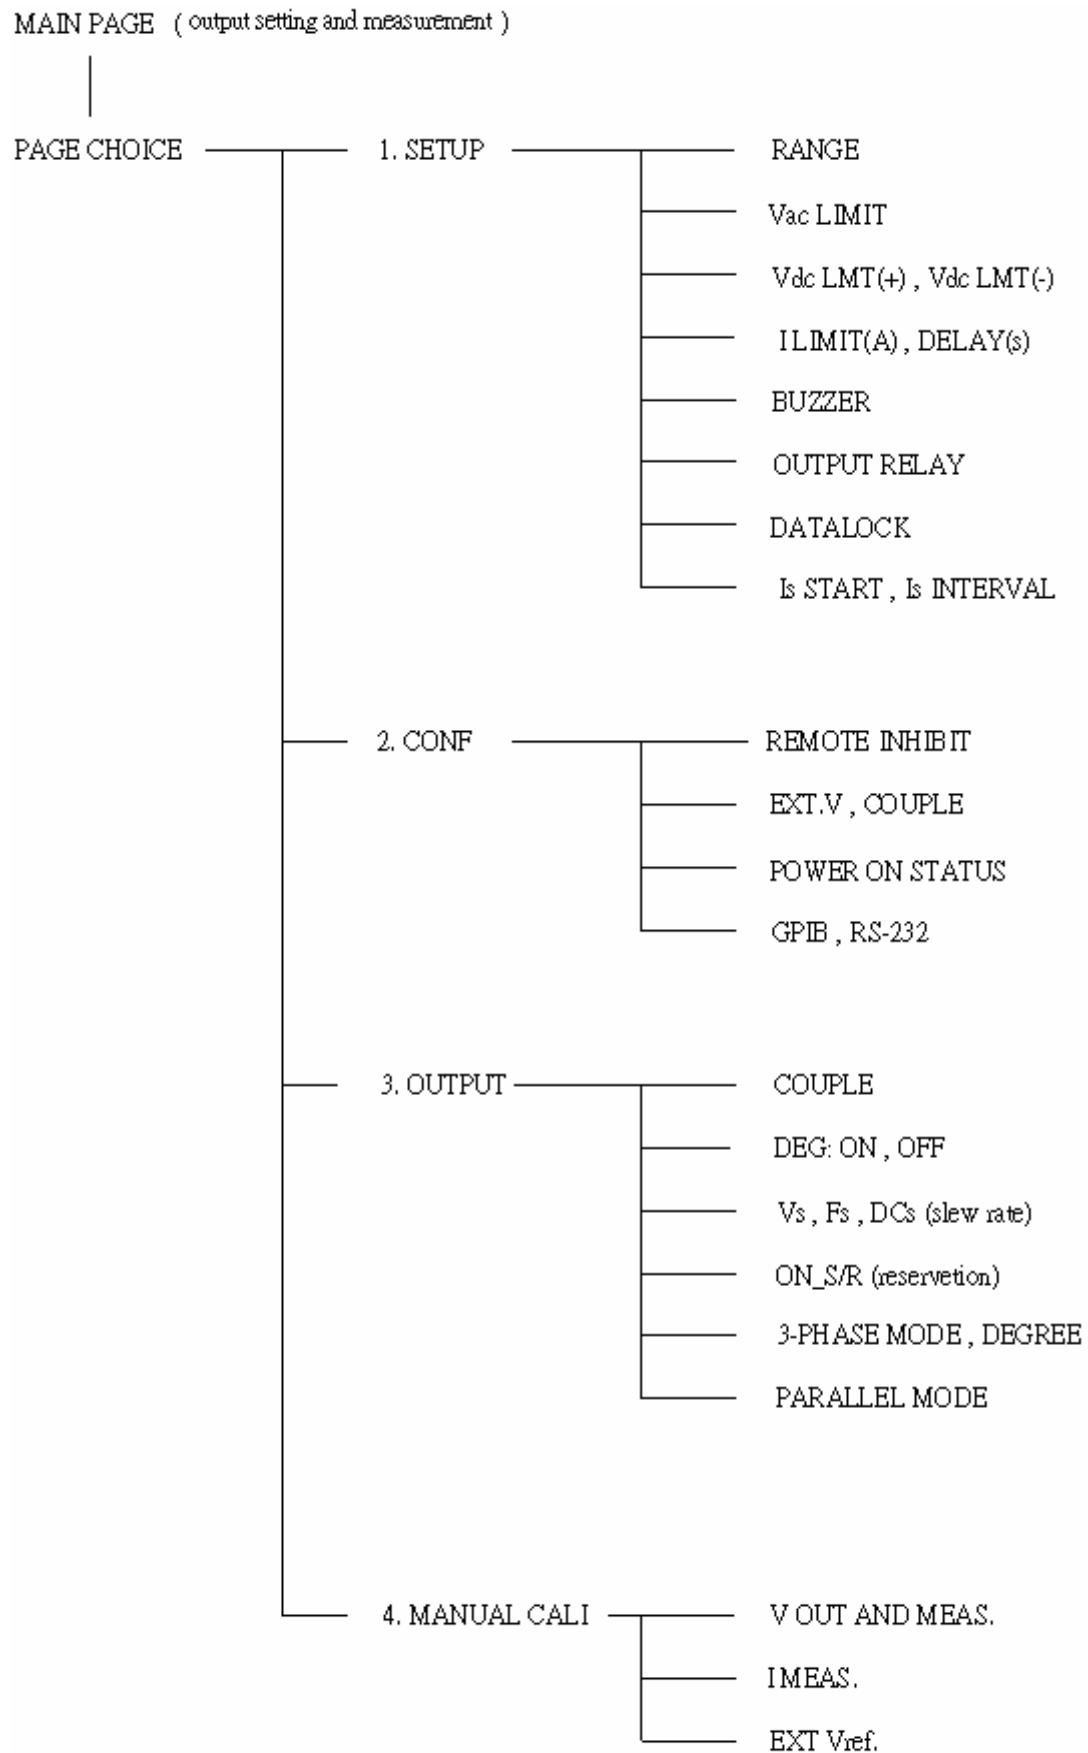 MAIN PAGE ( output setting and measurement )
PAGE CHOICE
1. SETUP
RANGE
Vac LIMIT
Vdc LMT(+) , Vdc LMT(-)
I LIMIT(A) , DELAY(s)
BUZZER
OUTPUT RELAY
DATALOCK
Is START , Is INTERVAL
2. CONF
REMOTE INHIBIT
EXT.V , COUPLE
POWER ON STATUS
GPIB , RS-232
3. OUTPUT
COUPLE
DEG: ON , OFF
Vs , Fs , DCs (slew rate)
ON_S/R (reservetion)
3-PHASE MODE , DEGREE
PARALLEL MODE
4. MANUAL CALI
V OUT AND MEAS.
I MEAS.
EXT Vref.